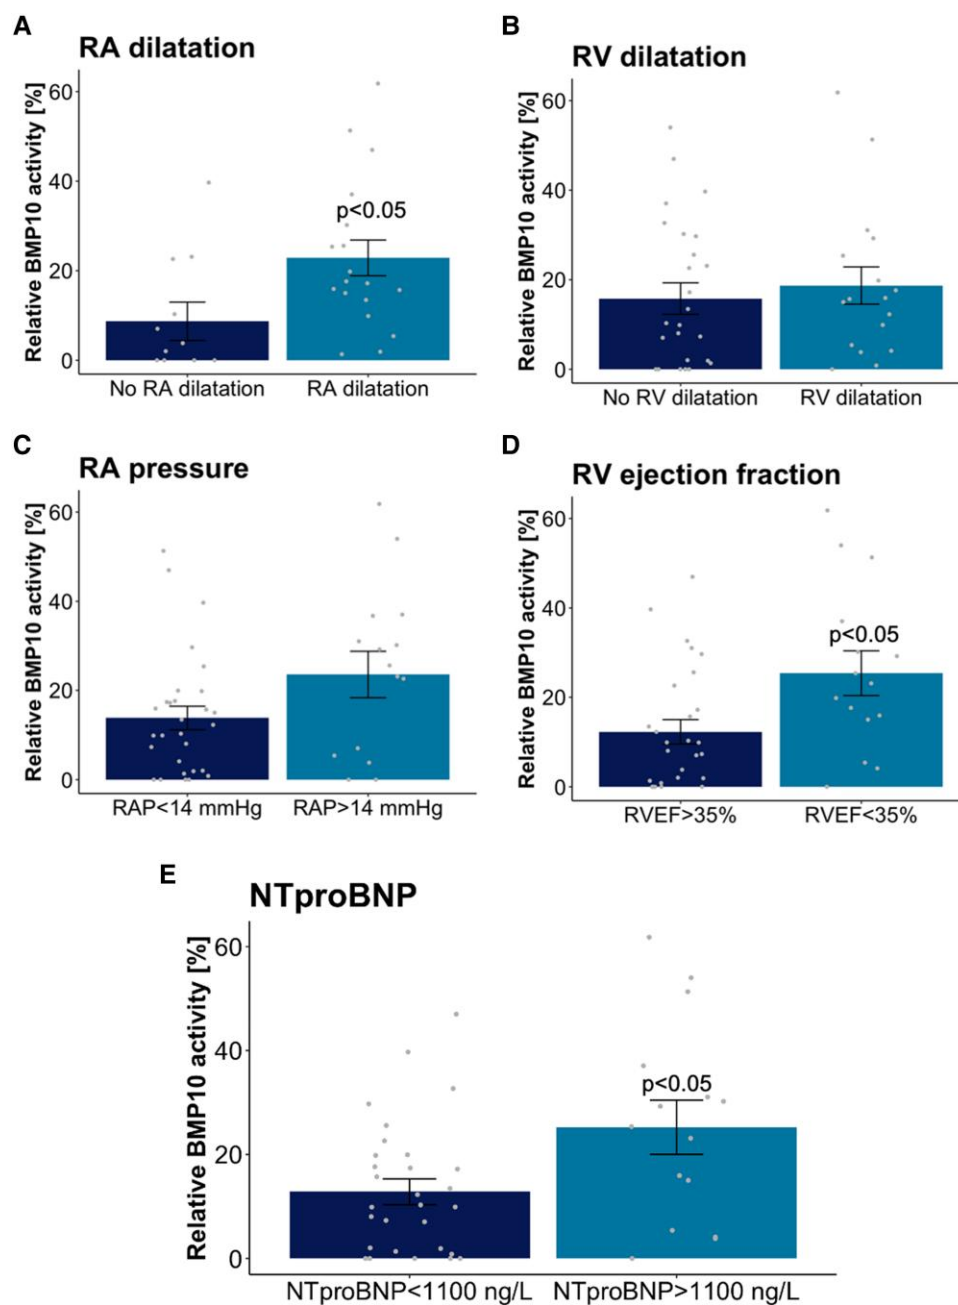 A
RA dilatation
Relative BMP10 activity [%]
60
40
20
0
p<0.05
No RA dilatation
RA dilatation
B
RV dilatation
Relative BMP10 activity [%]
60
40
20
0
No RV dilatation
RV dilatation
C
RA pressure
Relative BMP10 activity [%]
60
40
20
0
RAP<14 mmHg
RAP>14 mmHg
D
RV ejection fraction
Relative BMP10 activity [%]
60
40
20
0
p<0.05
RVEF>35%
RVEF<35%
E
NTproBNP
Relative BMP10 activity [%]
60
40
20
0
p<0.05
NTproBNP<1100 ng/L
NTproBNP>1100 ng/L